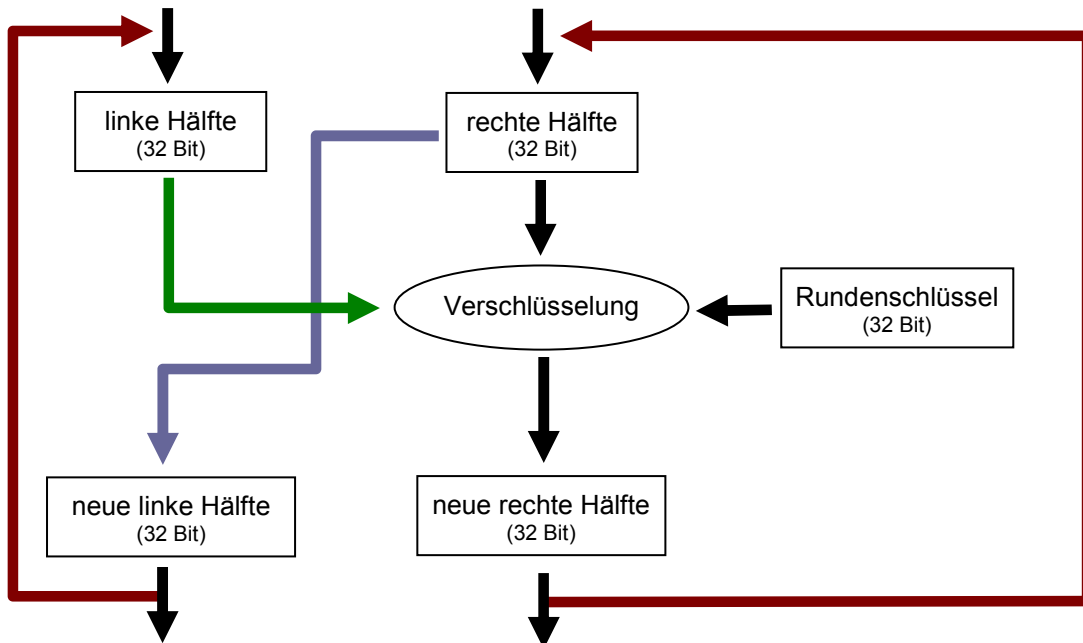 linke Hälfte
(32 Bit)
rechte Hälfte
(32 Bit)
Verschlüsselung
Rundenschlüssel
(32 Bit)
neue linke Hälfte
(32 Bit)
neue rechte Hälfte
(32 Bit)